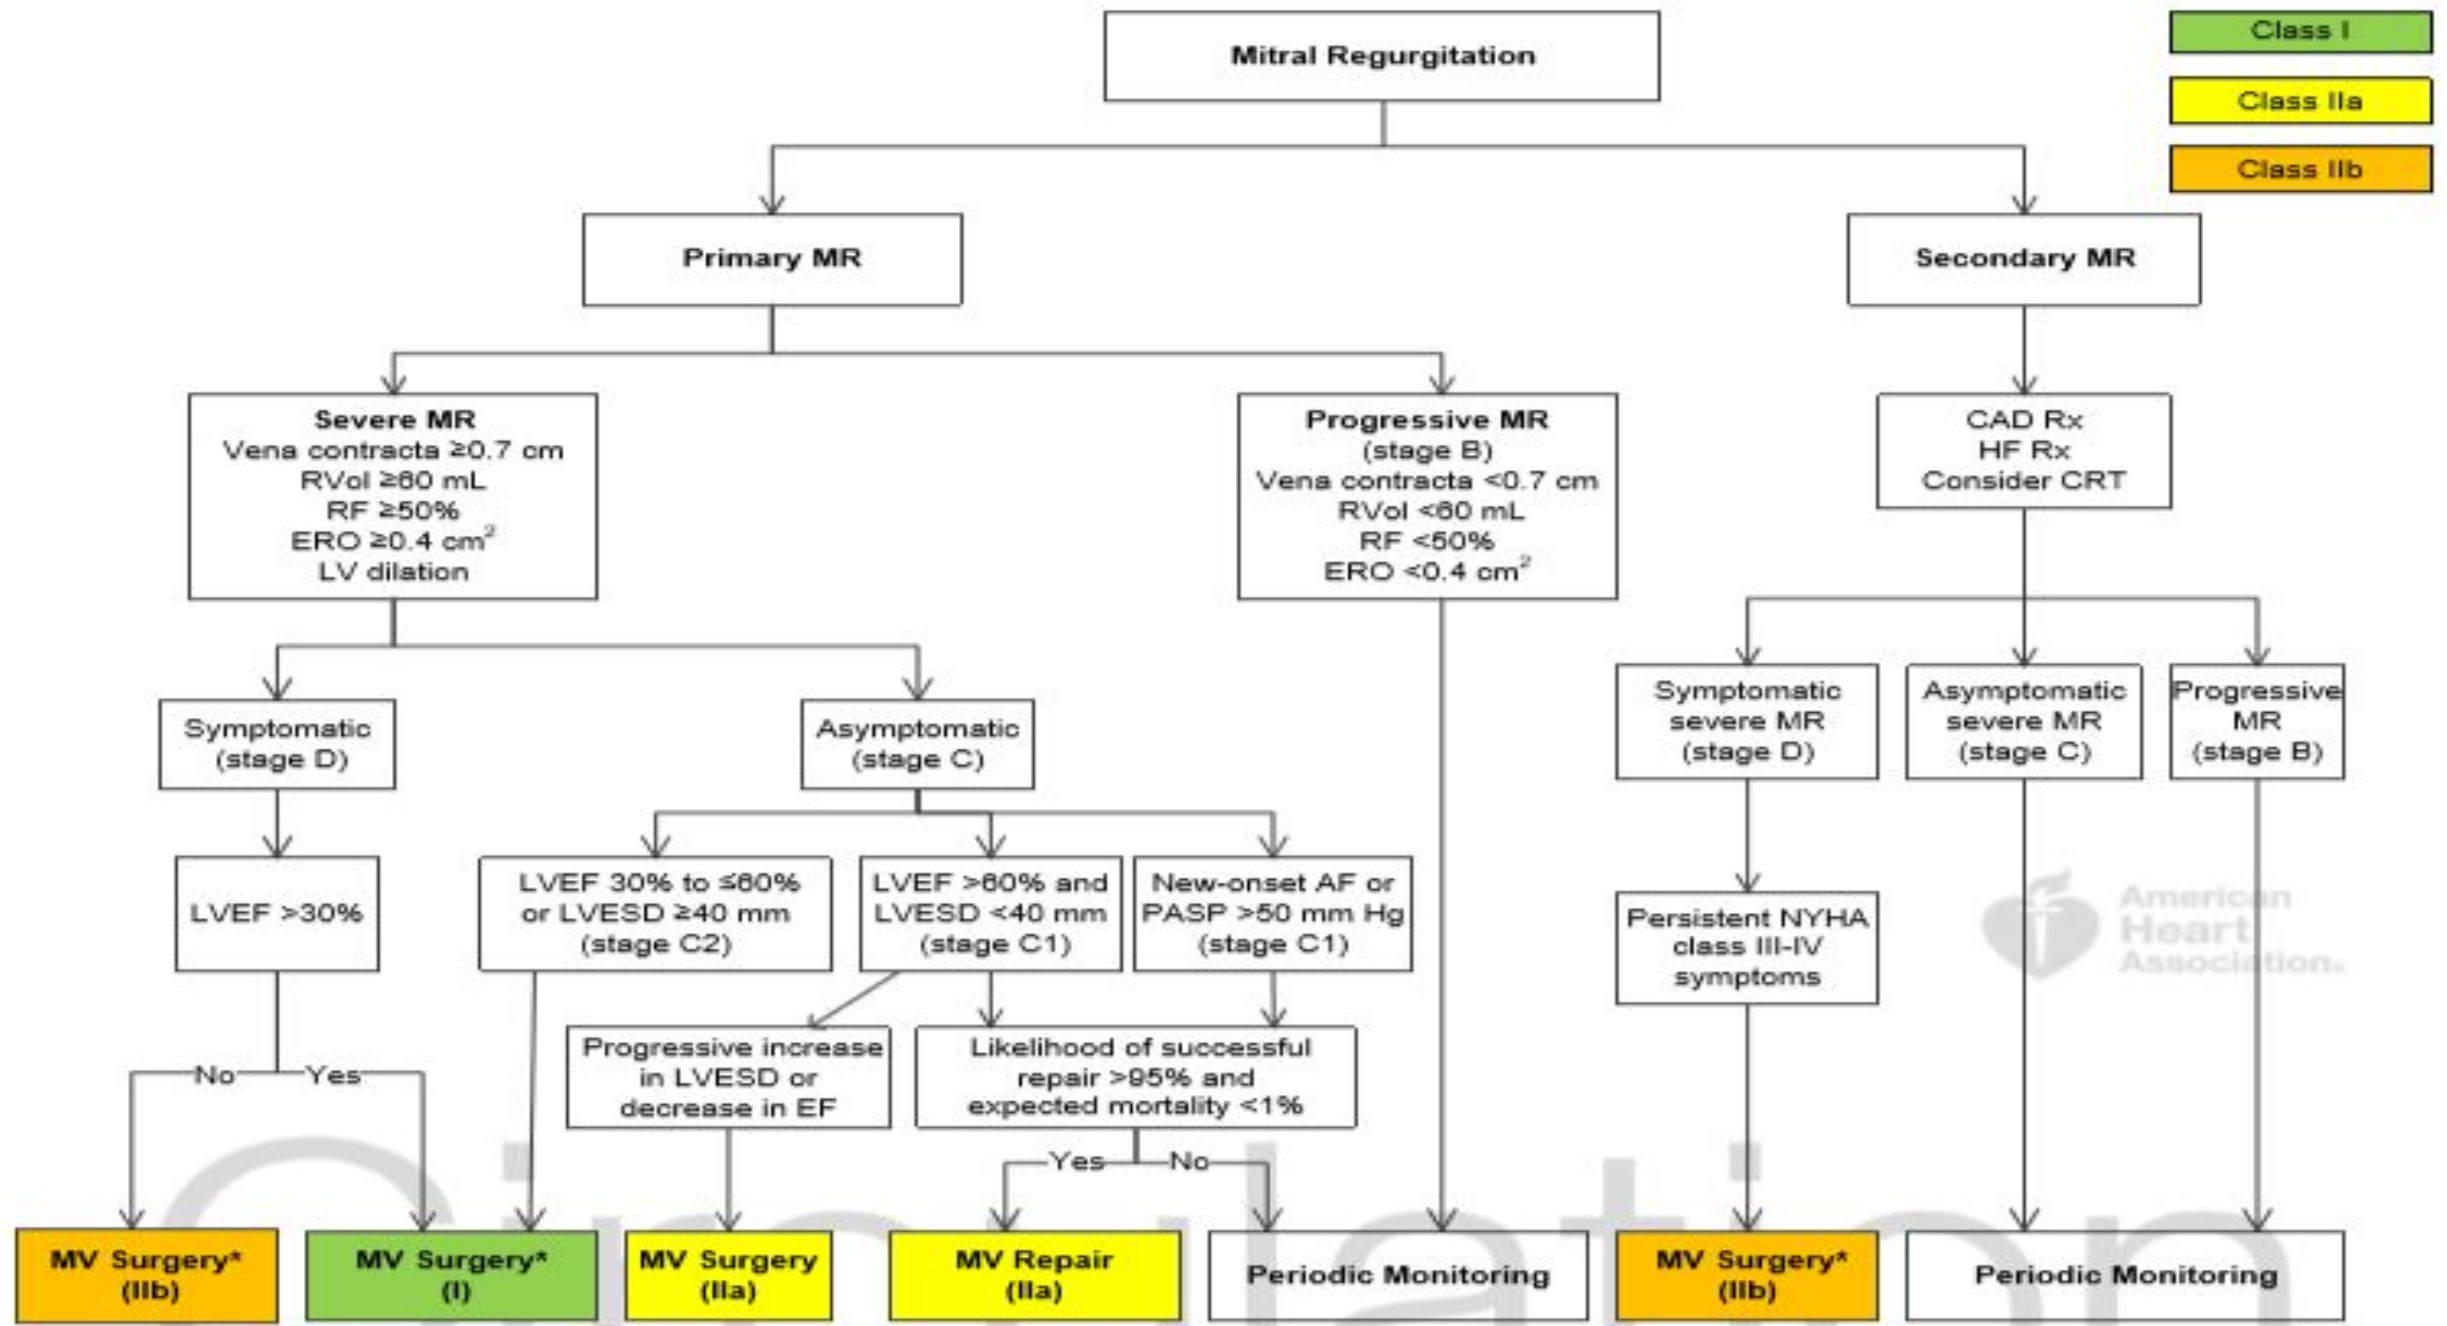 Mitral Regurgitation
Class I
Class IIa
Class IIb
Primary MR
Secondary MR
Severe MR
Vena contracta ≥0.7 cm
RVol ≥60 mL
RF ≥50%
ERO ≥0.4 cm²
LV dilation
Progressive MR
(stage B)
Vena contracta <0.7 cm
RVol <60 mL
RF <50%
ERO <0.4 cm²
CAD Rx
HF Rx
Consider CRT
Symptomatic
(stage D)
Asymptomatic
(stage C)
Symptomatic
severe MR
(stage D)
Asymptomatic
severe MR
(stage C)
Progressive
MR
(stage B)
LVEF >30%
LVEF 30% to ≤60%
or LVESD ≥40 mm
(stage C2)
LVEF >60% and
LVESD <40 mm
(stage C1)
New-onset AF or
PASP >50 mm Hg
(stage C1)
Persistent NYHA
class III-IV
symptoms
American
Heart
Association®
Progressive increase
in LVESD or
decrease in EF
Likelihood of successful
repair >95% and
expected mortality <1%
No
Yes
Yes
No
MV Surgery*
(IIb)
MV Surgery*
(I)
MV Surgery
(IIa)
MV Repair
(IIa)
Periodic Monitoring
MV Surgery*
(IIb)
Periodic Monitoring